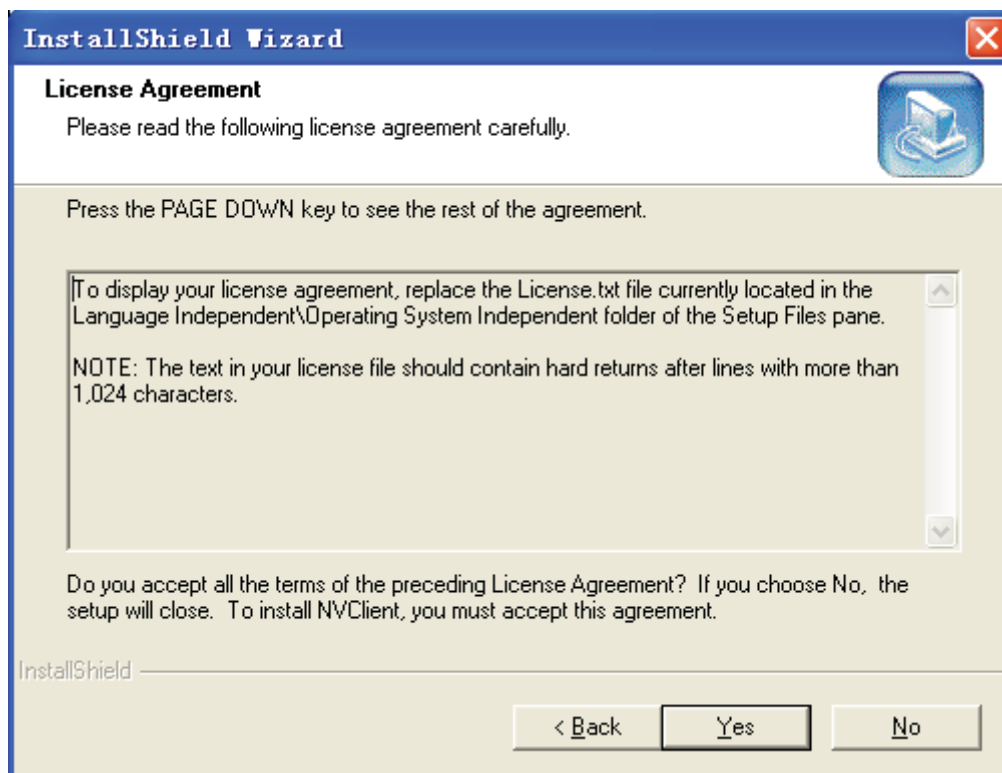 InstallShield Wizard
License Agreement
Please read the following license agreement carefully.
Press the PAGE DOWN key to see the rest of the agreement.
To display your license agreement, replace the License.txt file currently located in the
Language Independent\Operating System Independent folder of the Setup Files pane.
NOTE: The text in your license file should contain hard returns after lines with more than
1,024 characters.
Do you accept all the terms of the preceding License Agreement? If you choose No, the
setup will close. To install NVClient, you must accept this agreement.
InstallShield
< Back
Yes
No